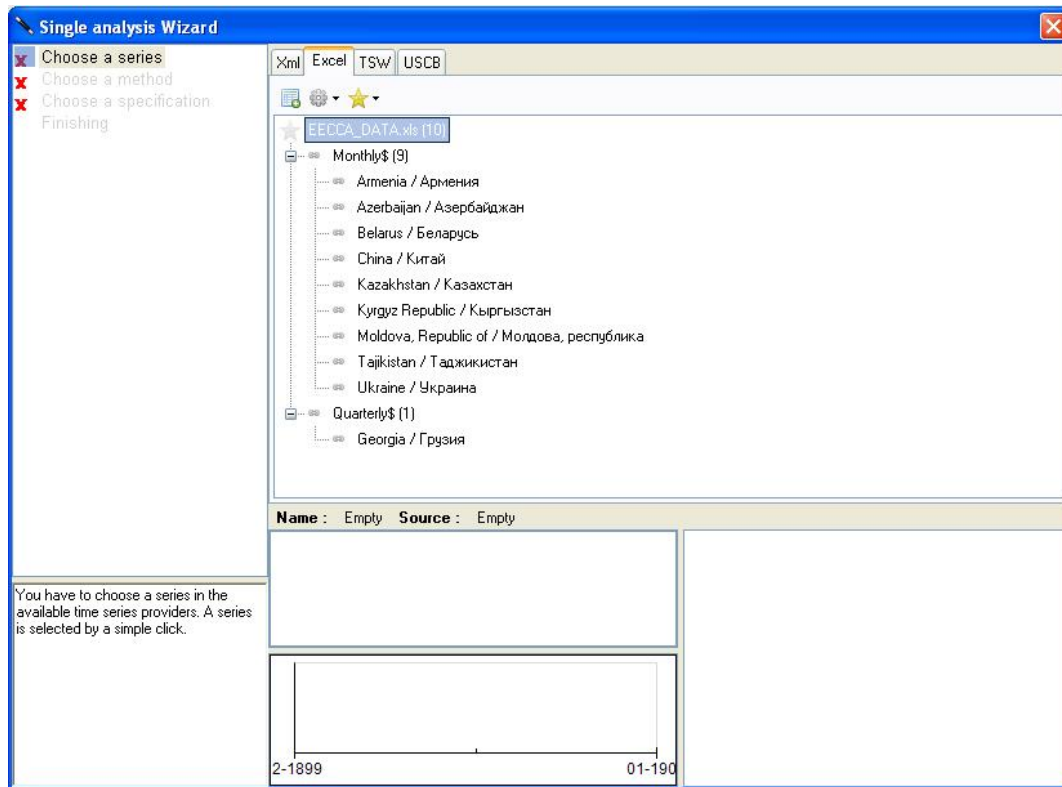 Single analysis Wizard
Choose a series
Choose a method
Choose a specification
Finishing
You have to choose a series in the
available time series providers. A series
is selected by a simple click.
Xml Excel TSW USCB
EECCA_DATA.xls (10)
Monthly$ (9)
Armenia / Армения
Azerbaijan / Азербайджан
Belarus / Беларусь
China / Китай
Kazakhstan / Казахстан
Kyrgyz Republic / Кыргызстан
Moldova, Republic of / Молдова, республика
Tajikistan / Таджикистан
Ukraine / Украина
Quarterly$ (1)
Georgia / Грузия
Name : Empty Source : Empty
2-1899 01-190